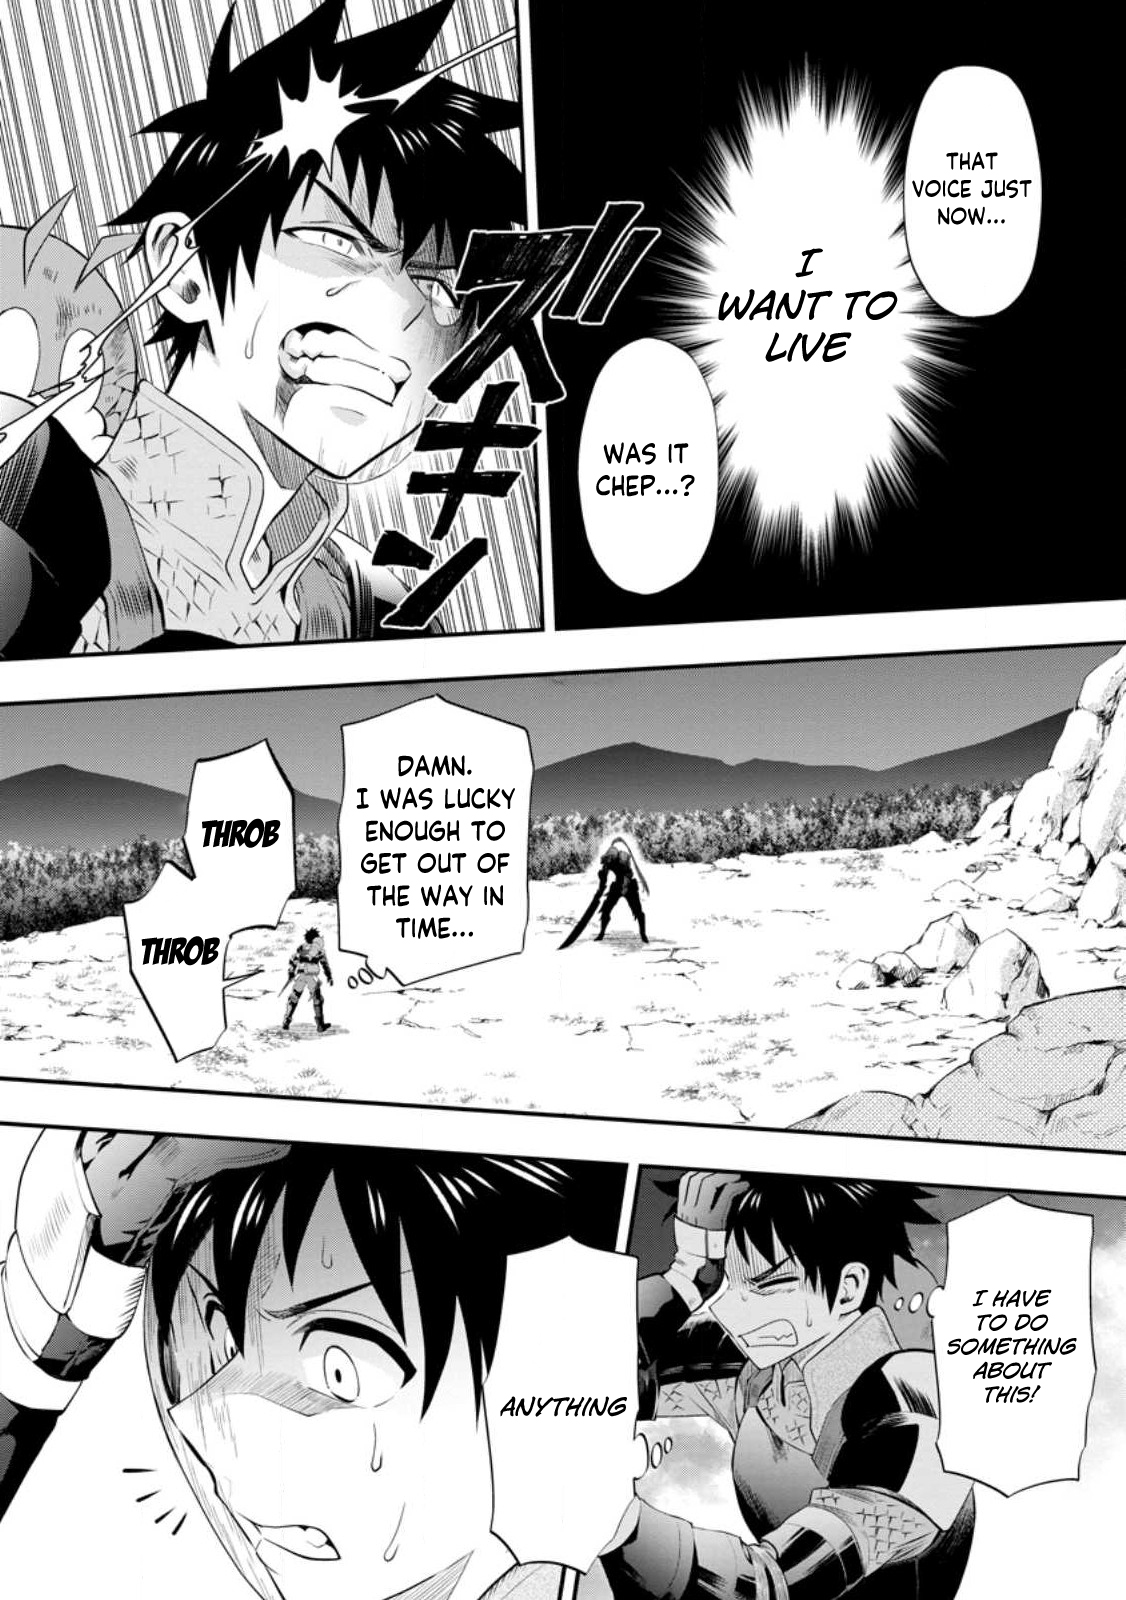 THAT
VOICE JUST
NOW...
I
WANT TO
LIVE
WAS IT
CHEP...?
ズキン゛
DAMN.
I WAS LUCKY
ENOUGH TO
GET OUT OF
THE WAY IN
TIME...
THROB
THROB
I HAVE
TO DO
SOMETHING
ABOUT
THIS!
ANYTHING